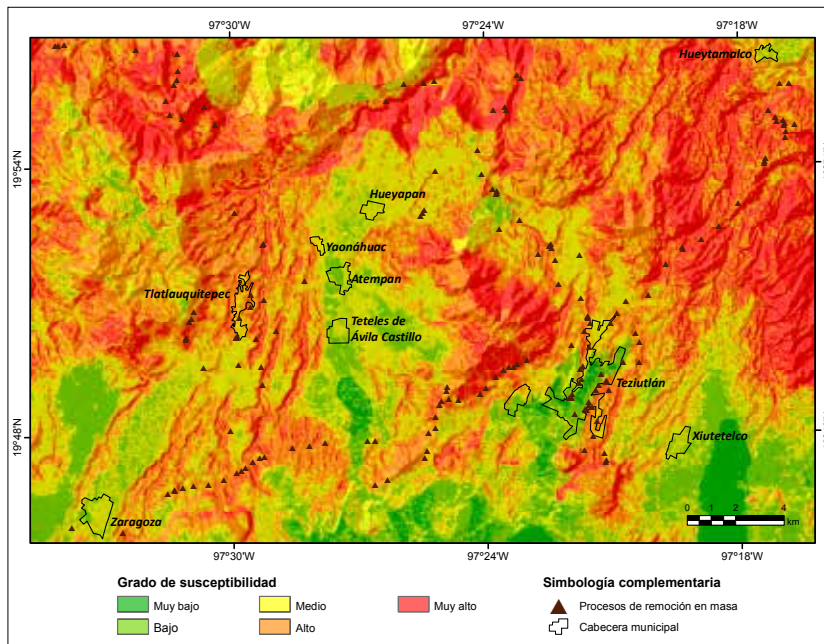 97°30'W 97°24'W 97°18'W
Hueytamalco
19°54'N
Hueyapan
Yaonáhuac
Atempan
Tlatlauquitepec
Teteles de
Ávila Castillo
Teziutlán
19°48'N
Xiutetelco
Zaragoza
0 1 2 4
km
97°30'W 97°24'W 97°18'W
Grado de susceptibilidad
Muy bajo
Bajo
Medio
Alto
Muy alto
Simbología complementaria
Procesos de remoción en masa
Cabecera municipal